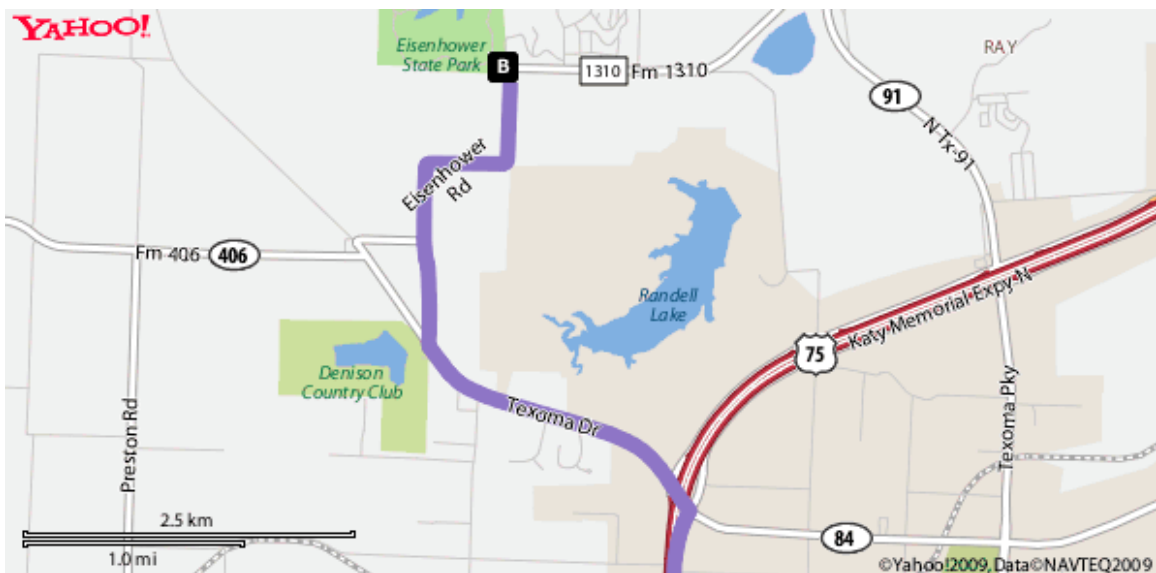 YAHOO!
Eisenhower
State Park
B
1310
Fm 1310
RAY
91
N Tx-91
Eisenhower
Rd
Fm 406
406
Randell
Lake
Katy Memorial Expy N
75
Denison
Country Club
Texoma Dr
Preston Rd
Texoma Pky
2.5 km
1.0 mi
84
©Yahoo!2009, Data©NAVTEQ2009